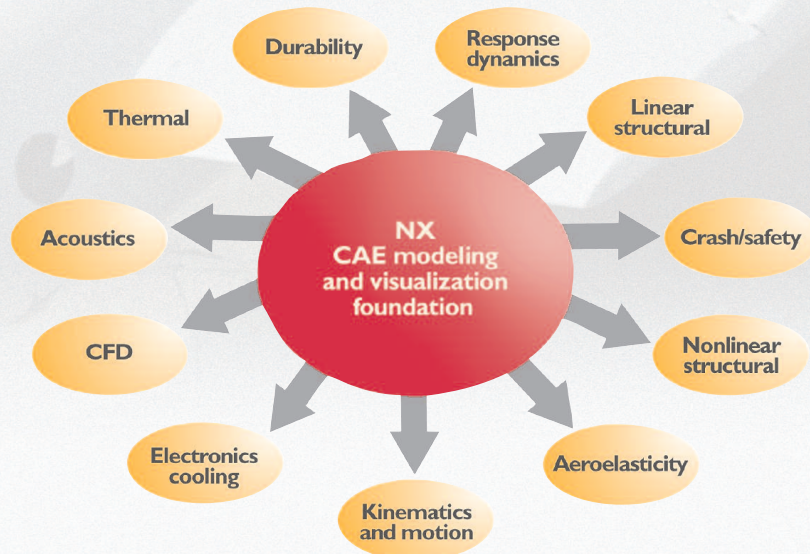 Durability
Response
dynamics
Thermal
Linear
structural
NX
CAE modeling
and visualization
foundation
Acoustics
Crash/safety
CFD
Nonlinear
structural
Electronics
cooling
Aeroelasticity
Kinematics
and motion